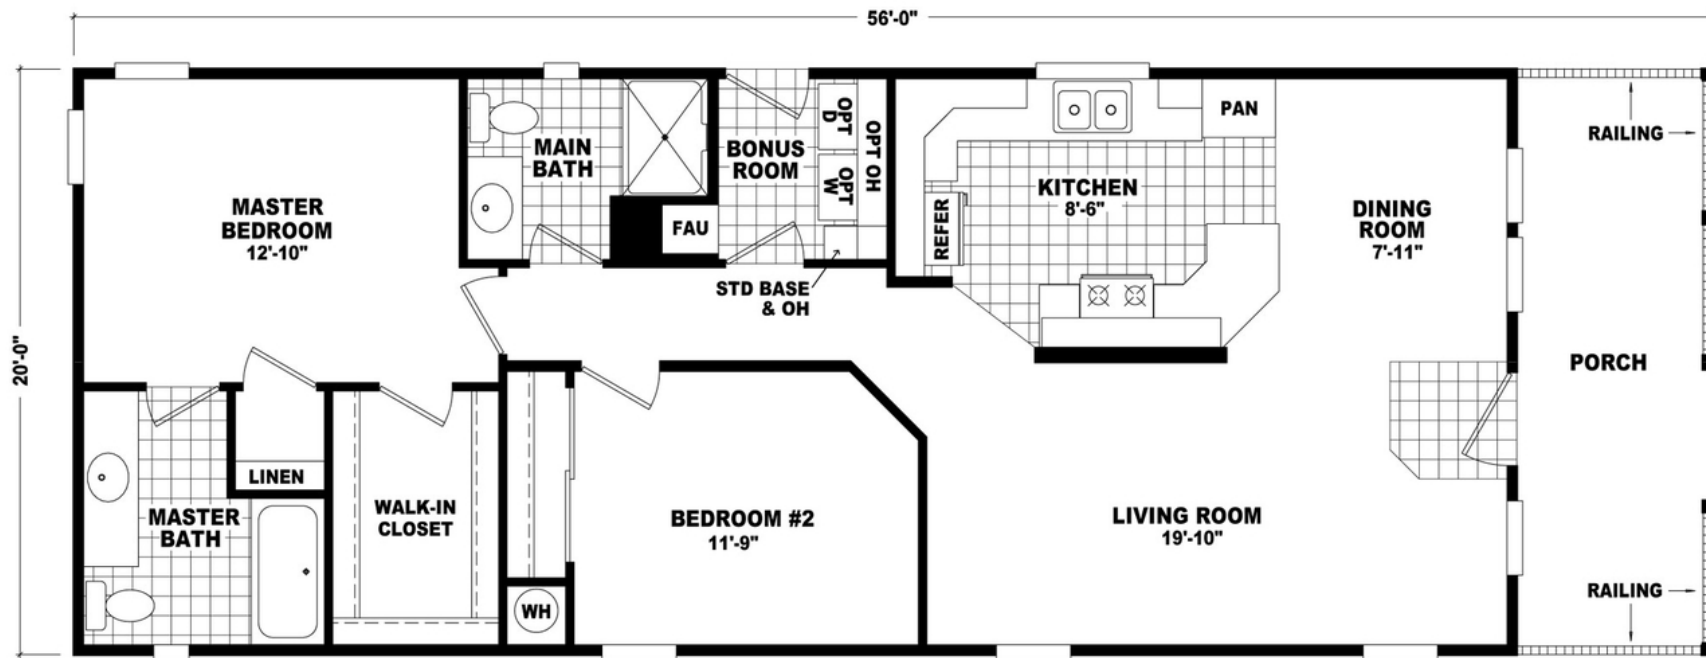 56'-0"
20'-0"
MASTER
BEDROOM
12'-10"
MAIN
BATH
BONUS
ROOM
OPT
D
OPT
W
OPT OH
FAU
STD BASE
& OH
KITCHEN
8'-6"
PAN
REFER
DINING
ROOM
7'-11"
RAILING
PORCH
LINEN
MASTER
BATH
WALK-IN
CLOSET
WH
BEDROOM #2
11'-9"
LIVING ROOM
19'-10"
RAILING